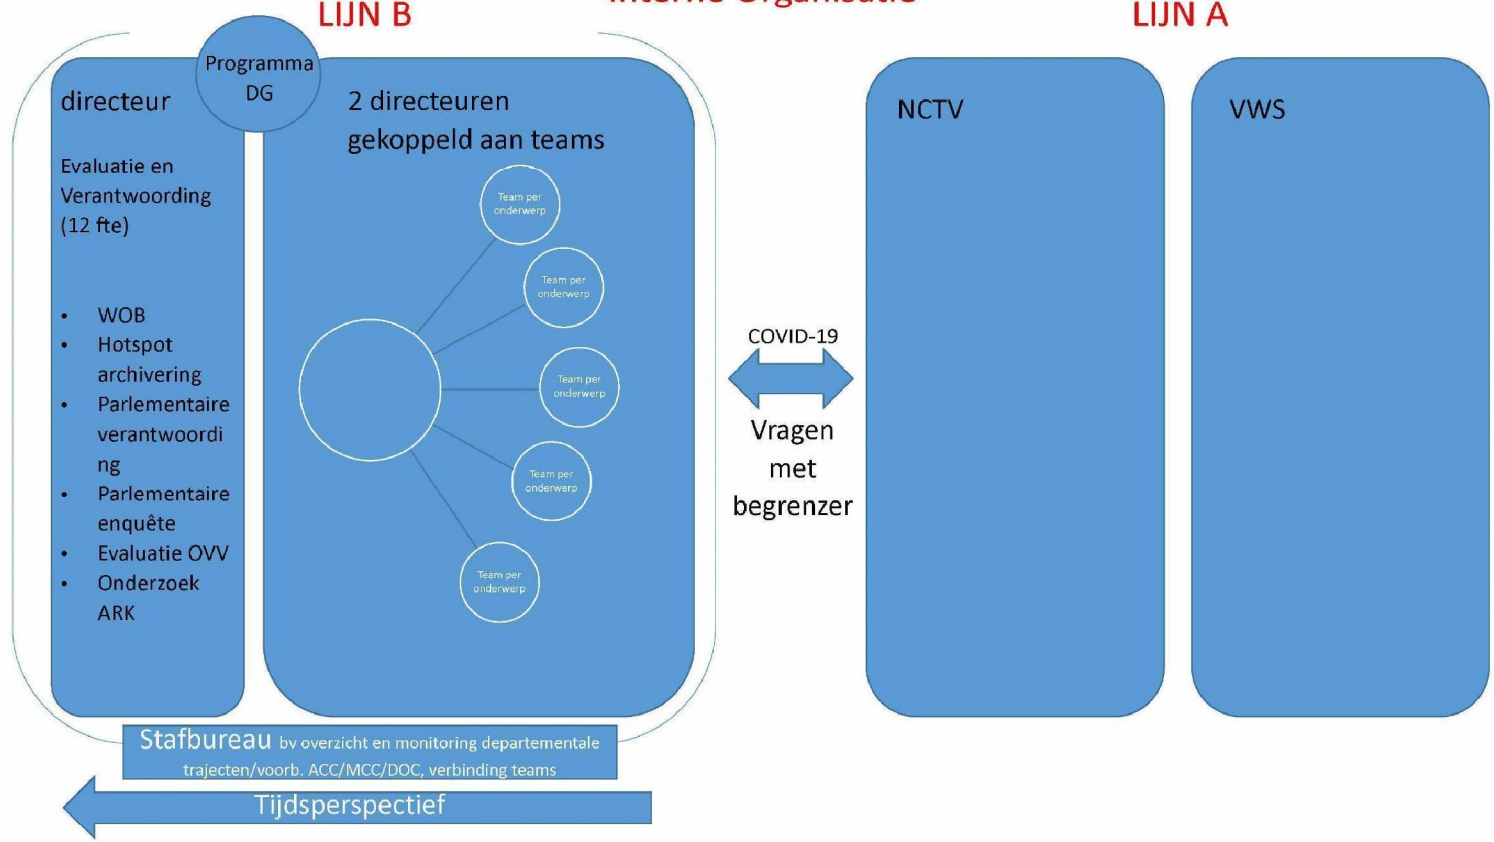 Interne Organisatie
LIJN B
LIJN A
Programma
DG
directeur
Evaluatie en
Verantwoording
(12 fte)
• WOB
• Hotspot
archivering
• Parlementaire
verantwoordi
ng
• Parlementaire
enquête
• Evaluatie OVV
• Onderzoek
ARK
2 directeuren
gekoppeld aan teams
Team per
onderwerp
Team per
onderwerp
Team per
onderwerp
Team per
onderwerp
Team per
onderwerp
COVID-19
Vragen
met
begrenzer
NCTV
VWS
Stafbureau bv overzicht en monitoring departementale
trajecten/voorb. ACC/MCC/DOC, verbinding teams
Tijdsperspectief